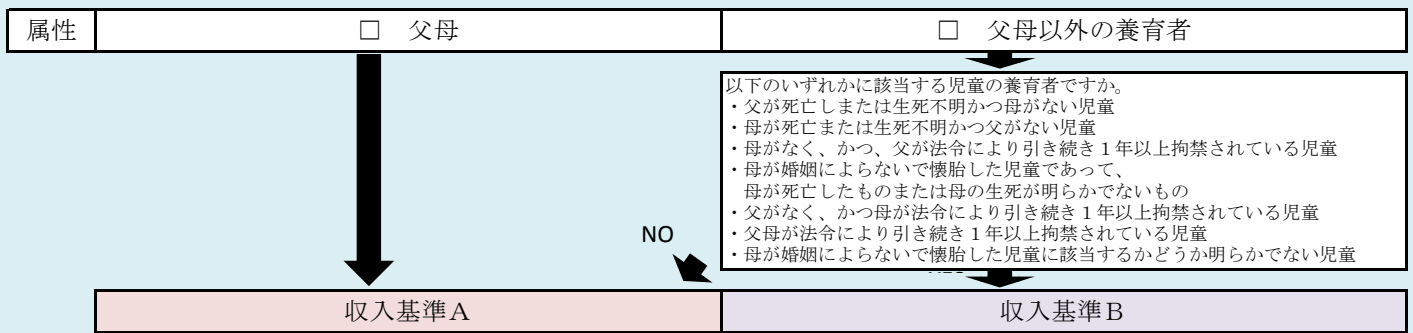 属性
□ 父母
□ 父母以外の養育者
以下のいずれかに該当する児童の養育者ですか。
・父が死亡しまたは生死不明かつ母がない児童
・母が死亡または生死不明かつ父がない児童
・母がなく、かつ、父が法令により引き続き１年以上拘禁されている児童
・母が婚姻によらないで懐胎した児童であって、
母が死亡したものまたは母の生死が明らかでないもの
・父がなく、かつ母が法令により引き続き１年以上拘禁されている児童
・父母が法令により引き続き１年以上拘禁されている児童
・母が婚姻によらないで懐胎した児童に該当するかどうか明らかでない児童
NO
収入基準Ａ
収入基準Ｂ